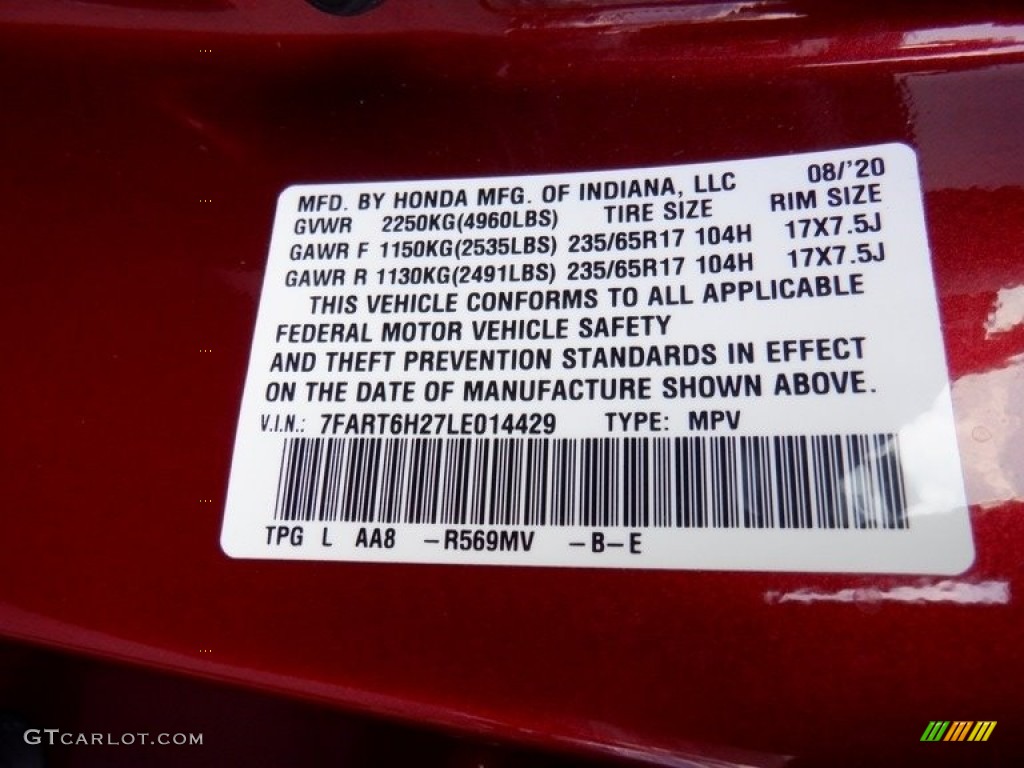 MFD. BY HONDA MFG. OF INDIANA, LLC 08/'20
GVWR 2250KG(4960LBS) TIRE SIZE RIM SIZE
GAWR F 1150KG(2535LBS) 235/65R17 104H 17X7.5J
GAWR R 1130KG(2491LBS) 235/65R17 104H 17X7.5J
THIS VEHICLE CONFORMS TO ALL APPLICABLE
FEDERAL MOTOR VEHICLE SAFETY
AND THEFT PREVENTION STANDARDS IN EFFECT
ON THE DATE OF MANUFACTURE SHOWN ABOVE.
V.I.N.: 7FART6H27LE014429 TYPE: MPV
TPG L AA8 -R569MV -B-E
GTCARLOT.COM